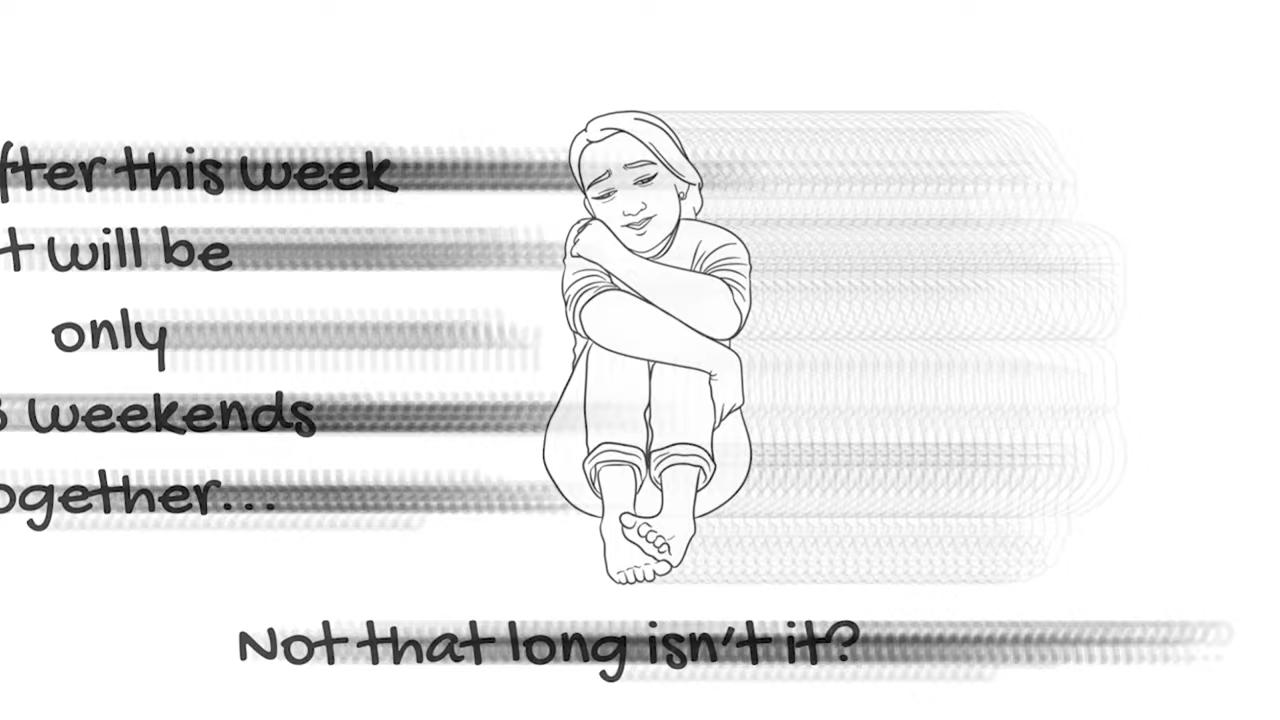 fter this week
t will be
only
weekends
ogether...
Not that long isn't it?